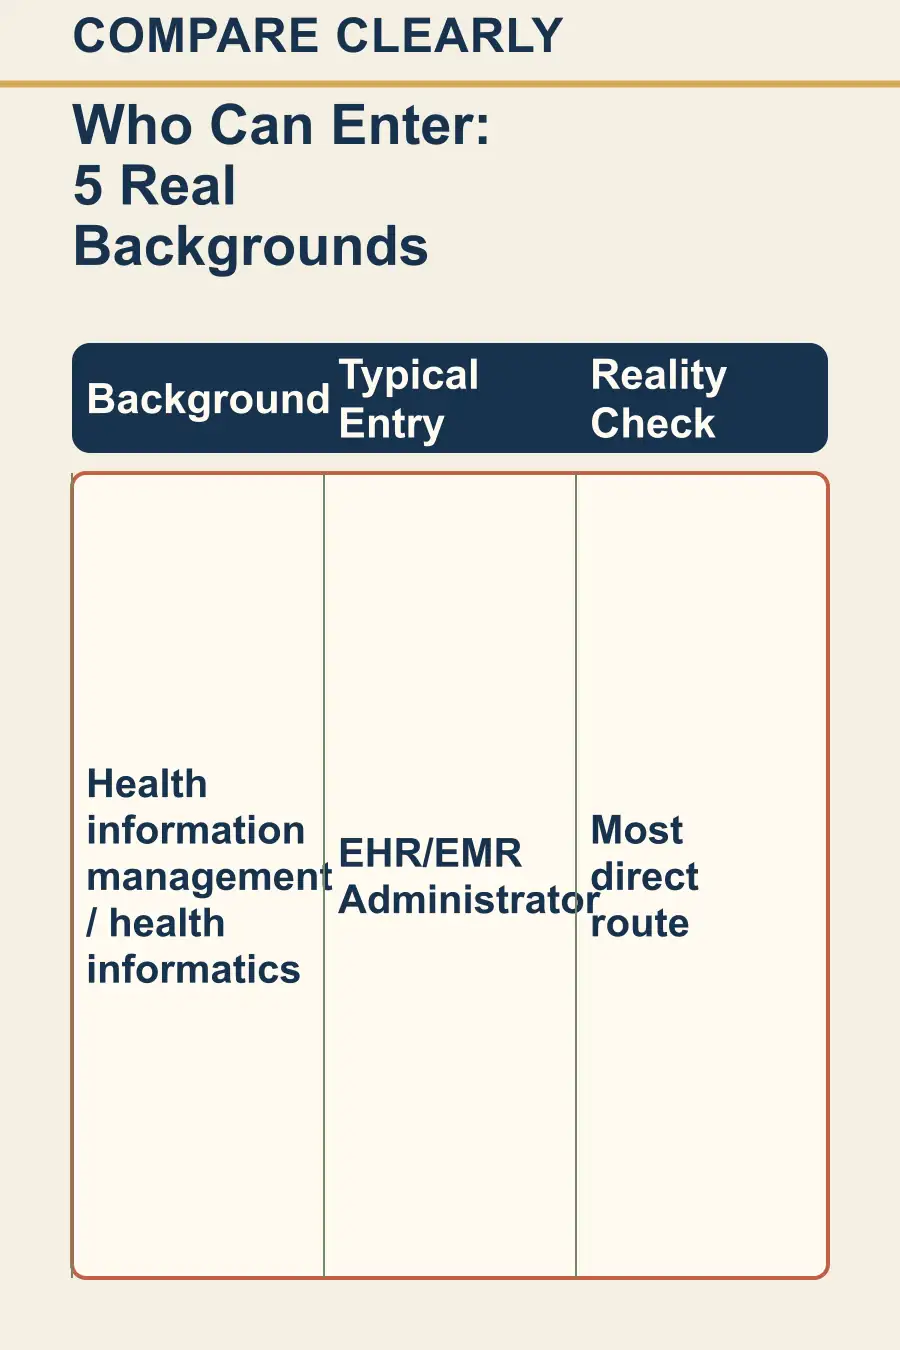 COMPARE CLEARLY
Who Can Enter:
5 Real
Backgrounds
Background
Typical
Entry
Reality
Check
Health
information
management
/ health
informatics
EHR/EMR
Administrator
Most
direct
route